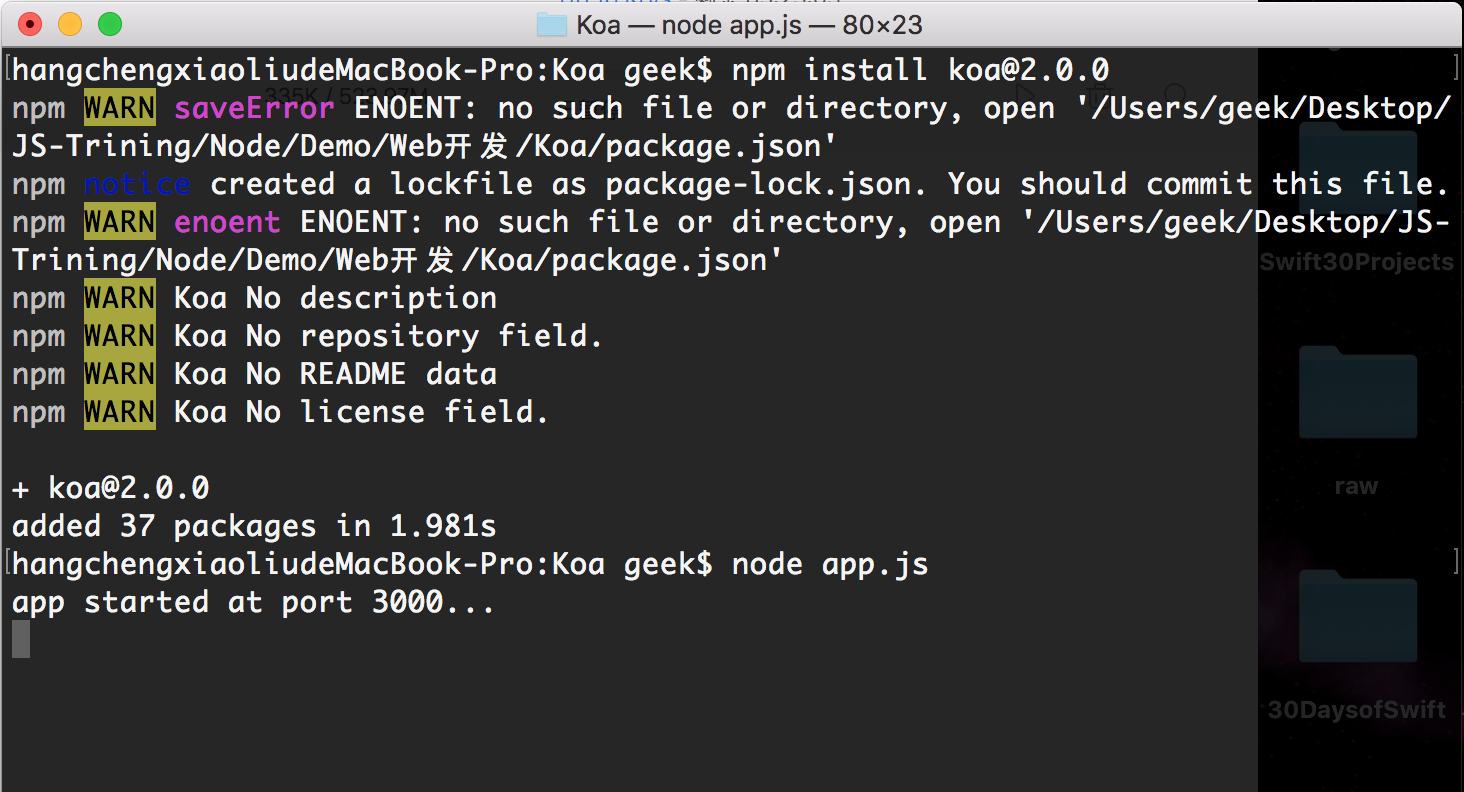 Koa — node app.js — 80×23
hangchengxiaoliudeMacBook-Pro:Koa geek$ npm install koa@2.0.0
npm WARN saveError ENOENT: no such file or directory, open '/Users/geek/Desktop/
JS-Trining/Node/Demo/Web开发/Koa/package.json'
npm notice created a lockfile as package-lock.json. You should commit this file.
npm WARN enoent ENOENT: no such file or directory, open '/Users/geek/Desktop/JS-
Trining/Node/Demo/Web开发/Koa/package.json'
npm WARN Koa No description
npm WARN Koa No repository field.
npm WARN Koa No README data
npm WARN Koa No license field.
+ koa@2.0.0
added 37 packages in 1.981s
hangchengxiaoliudeMacBook-Pro:Koa geek$ node app.js
app started at port 3000...
Swift30Projects
raw
30DaysofSwift